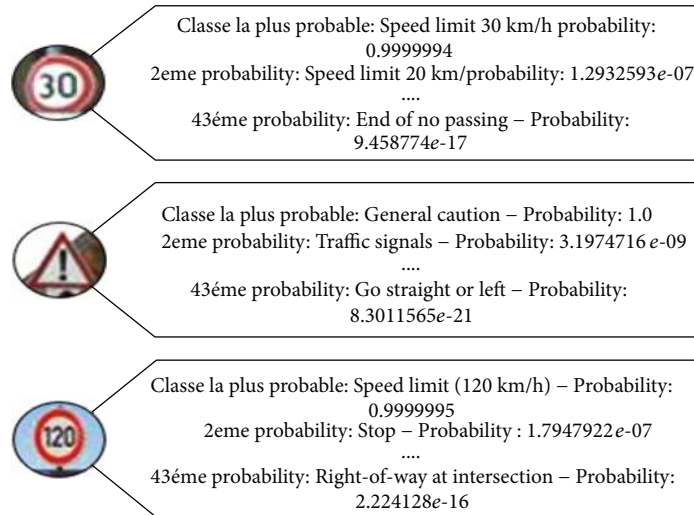 30
Classe la plus probable: Speed limit 30 km/h probability:
0.9999994
2eme probability: Speed limit 20 km/probability: 1.2932593e-07
....
43éme probability: End of no passing – Probability:
9.458774e-17
Classe la plus probable: General caution – Probability: 1.0
2eme probability: Traffic signals – Probability: 3.1974716 e-09
....
43éme probability: Go straight or left – Probability:
8.3011565e-21
120
Classe la plus probable: Speed limit (120 km/h) – Probability:
0.9999995
2eme probability: Stop – Probability : 1.7947922e-07
....
43éme probability: Right-of-way at intersection – Probability:
2.224128e-16